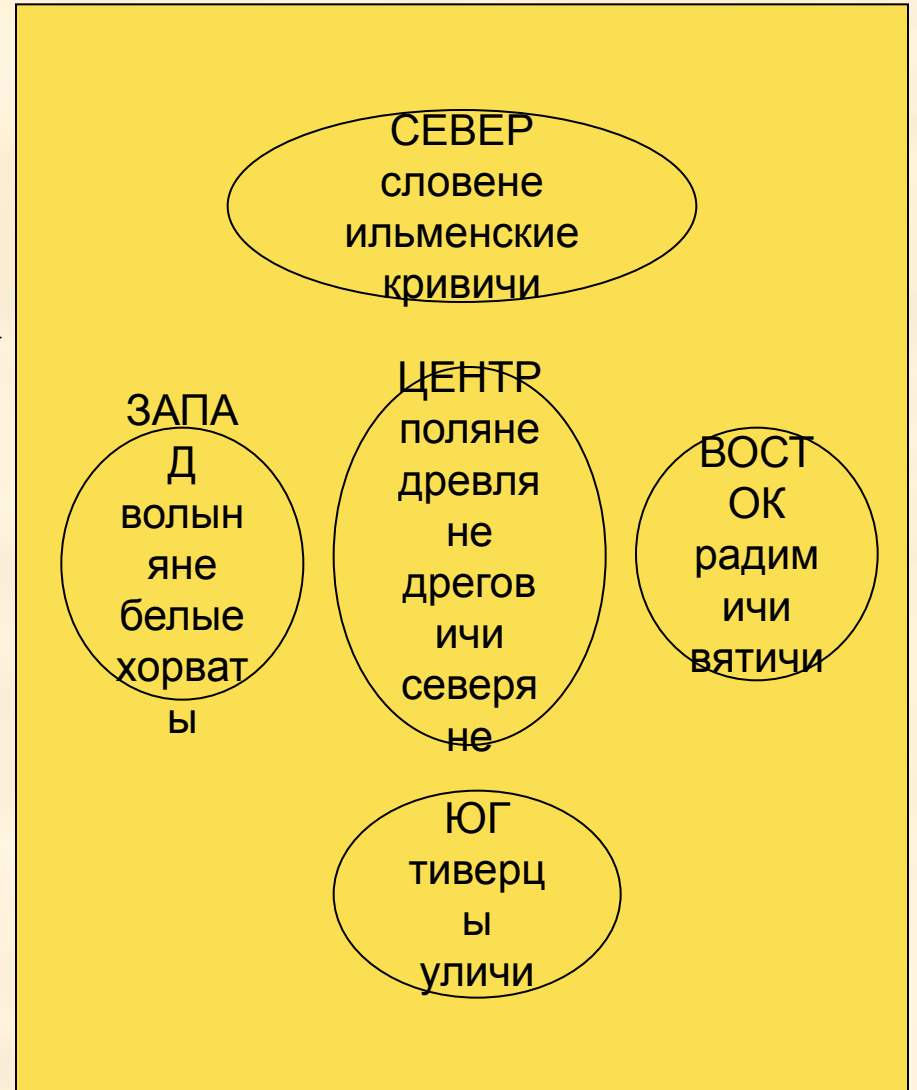 СЕВЕР
словене
ильменские
кривичи
ЗАПА
Д
волын
яне
белые
хорват
ы
ЦЕНТР
поляне
древля
не
дрегов
ичи
северя
не
ВОСТ
ОК
радим
ичи
вятичи
ЮГ
тиверц
ы
уличи